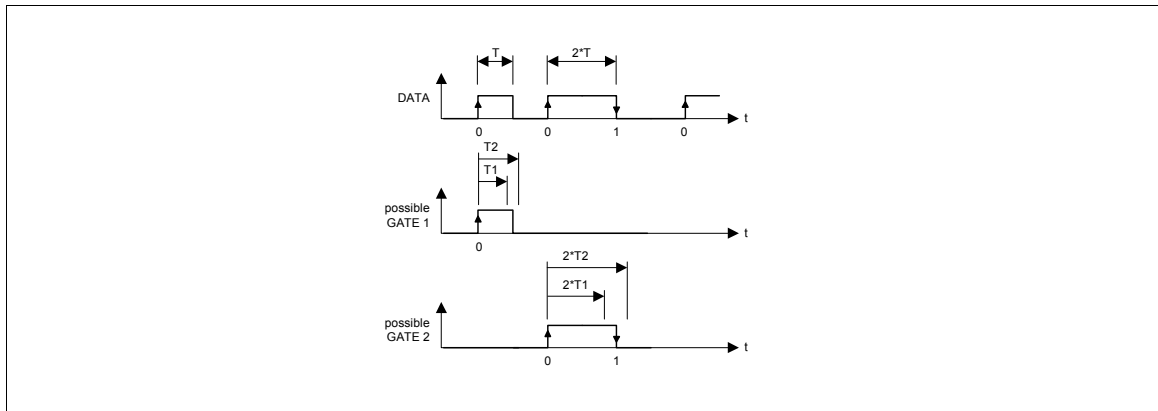 T 2*T
DATA
t
0 0 1 0
T2
T1
possible
GATE 1
t
0
2*T2
2*T1
possible
GATE 2
t
0 1